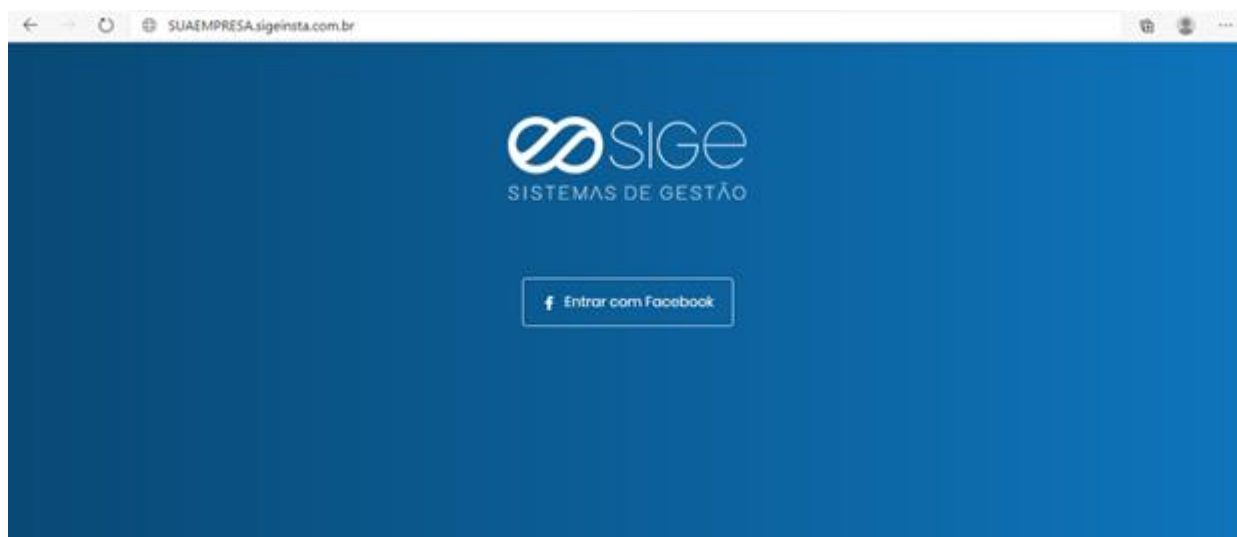 SUAEMPRESA.sigeinsta.com.br
SIGE
SISTEMAS DE GESTÃO
f Entrar com Facebook